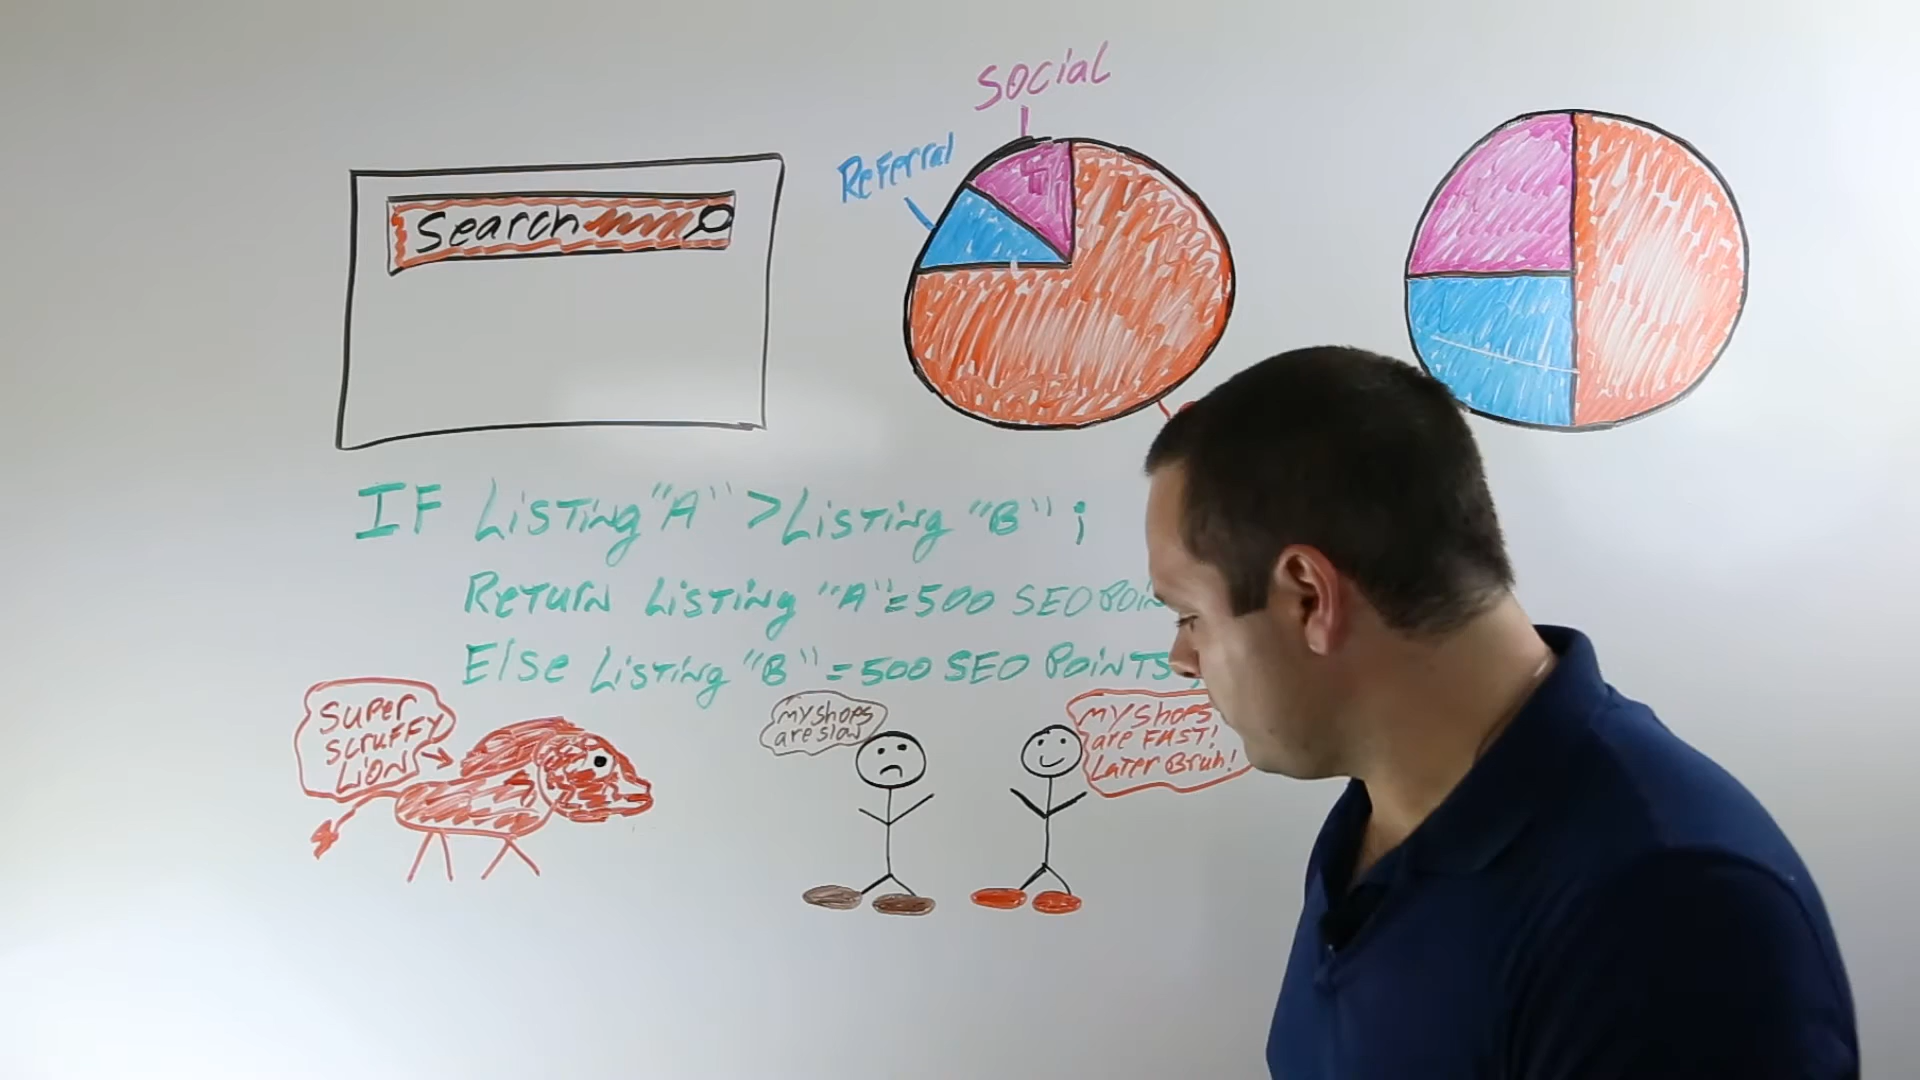 Social
Referral
Search
IF Listing "A" > Listing "B" ;
Return Listing "A" = 500 SEO
Else Listing "B" = 500 SEO POINTS;
SUPER
SCRUFFY
LION
my shops
are slow
my shops
are FAST!
Later Bruh!